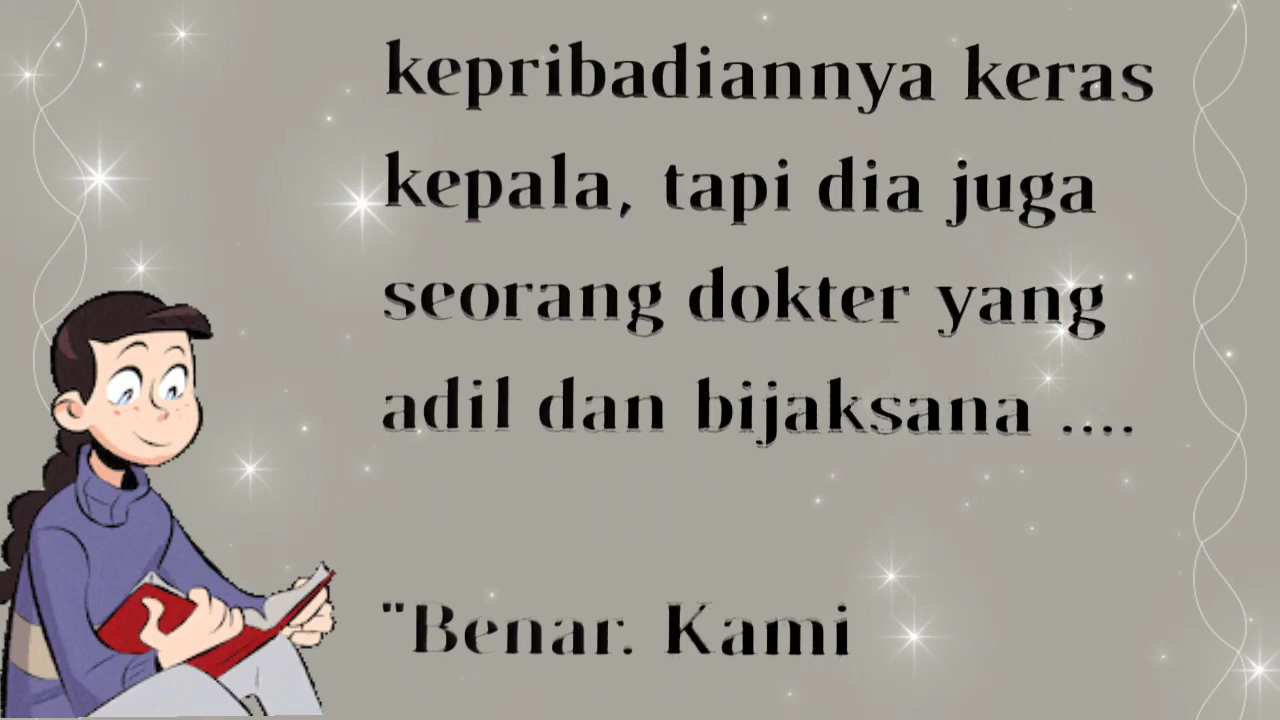 kepribadiannya keras
kepala, tapi dia juga
seorang dokter yang
adil dan bijaksana ....
"Benar. Kami